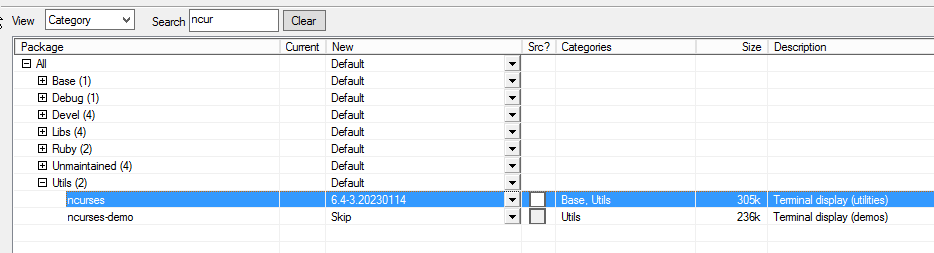 View Category Search ncur Clear
Package Current New Src? Categories Size Description
All Default
Base (1) Default
Debug (1) Default
Devel (4) Default
Libs (4) Default
Ruby (2) Default
Unmaintained (4) Default
Utils (2) Default
ncurses 6.4-3.20230114 Base, Utils 305k Terminal display (utilities)
ncurses-demo Skip Utils 236k Terminal display (demos)